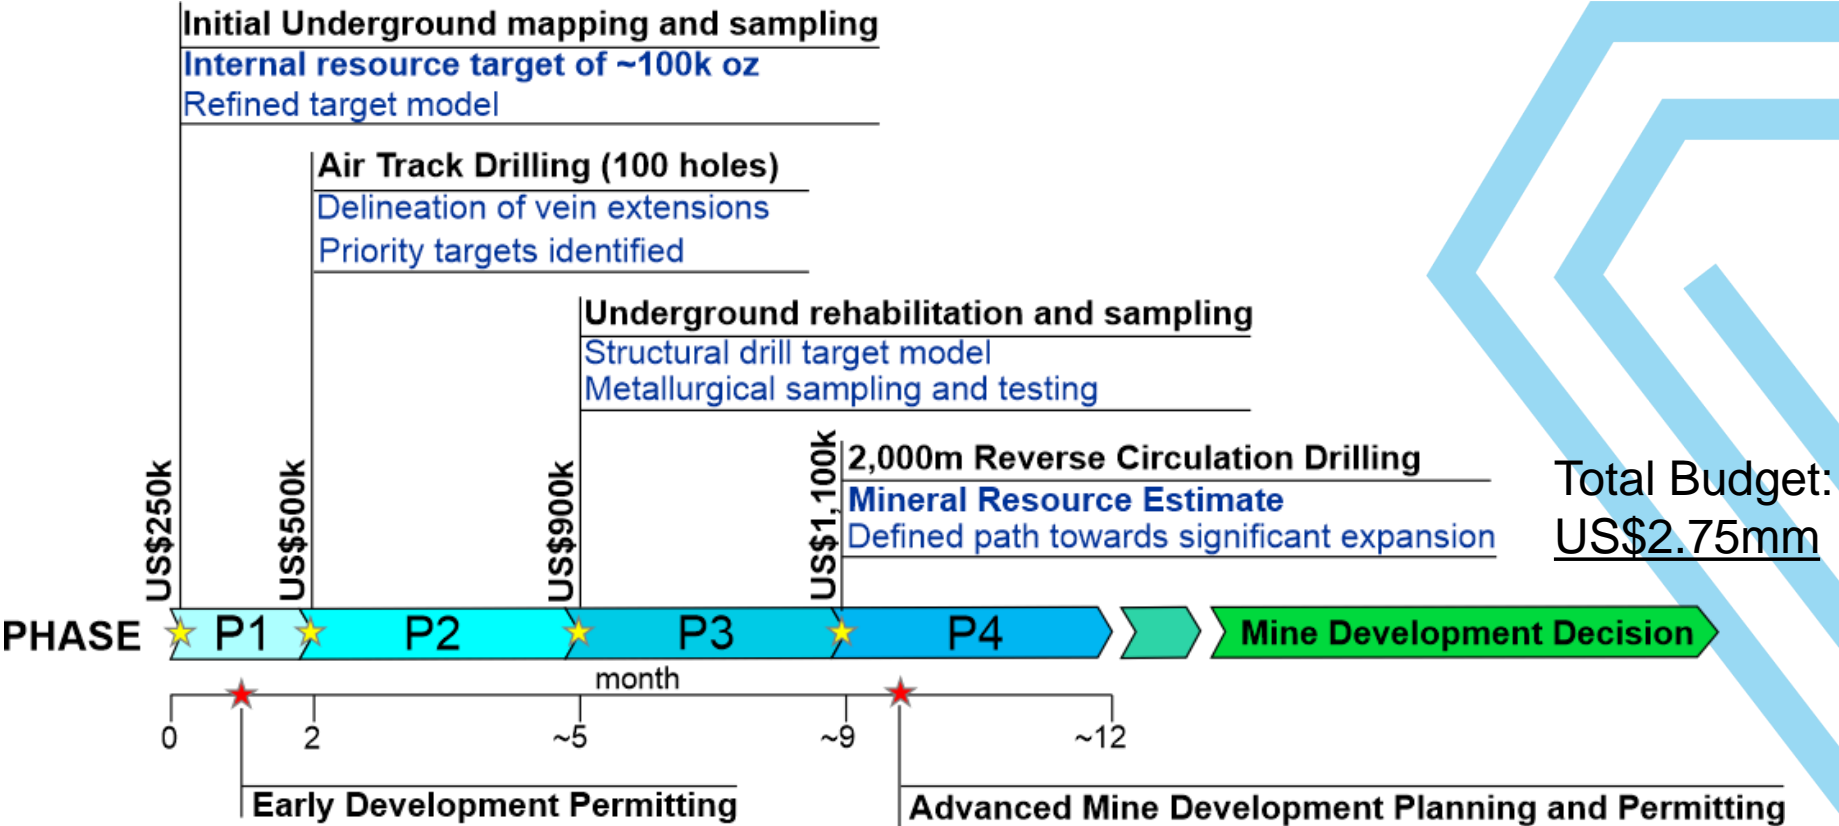 Initial Underground mapping and sampling
Internal resource target of ~100k oz
Refined target model
Air Track Drilling (100 holes)
Delineation of vein extensions
Priority targets identified
Underground rehabilitation and sampling
Structural drill target model
Metallurgical sampling and testing
2,000m Reverse Circulation Drilling
Mineral Resource Estimate
Defined path towards significant expansion
Total Budget:
US$2.75mm
US$250k
US$500k
US$900k
US$1,100k
PHASE
P1
P2
P3
P4
Mine Development Decision
month
0
2
~5
~9
~12
Early Development Permitting
Advanced Mine Development Planning and Permitting